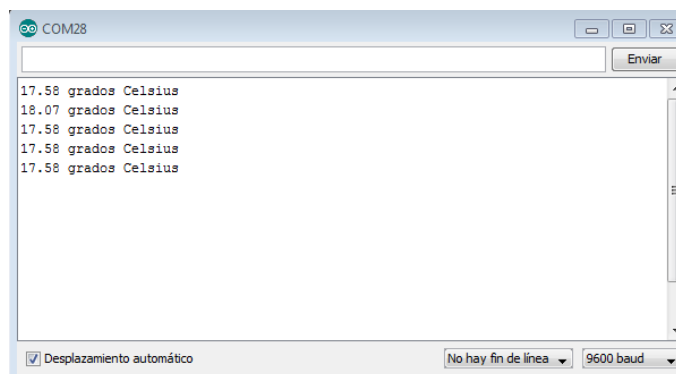 COM28
Enviar
17.58 grados Celsius
18.07 grados Celsius
17.58 grados Celsius
17.58 grados Celsius
17.58 grados Celsius
Desplazamiento automático
No hay fin de línea
9600 baud